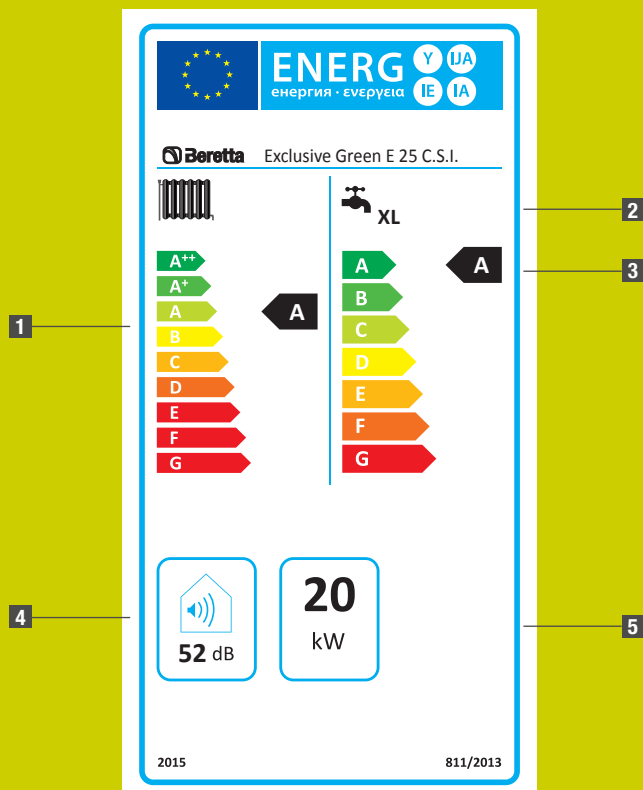 ENERG Y IJA
енергия · ενεργεια IE IA
Beretta Exclusive Green E 25 C.S.I.
XL
2
A++
A+
A
B
C
D
E
F
G
A
1
A
B
C
D
E
F
G
A
3
52 dB
4
20
kW
5
2015
811/2013